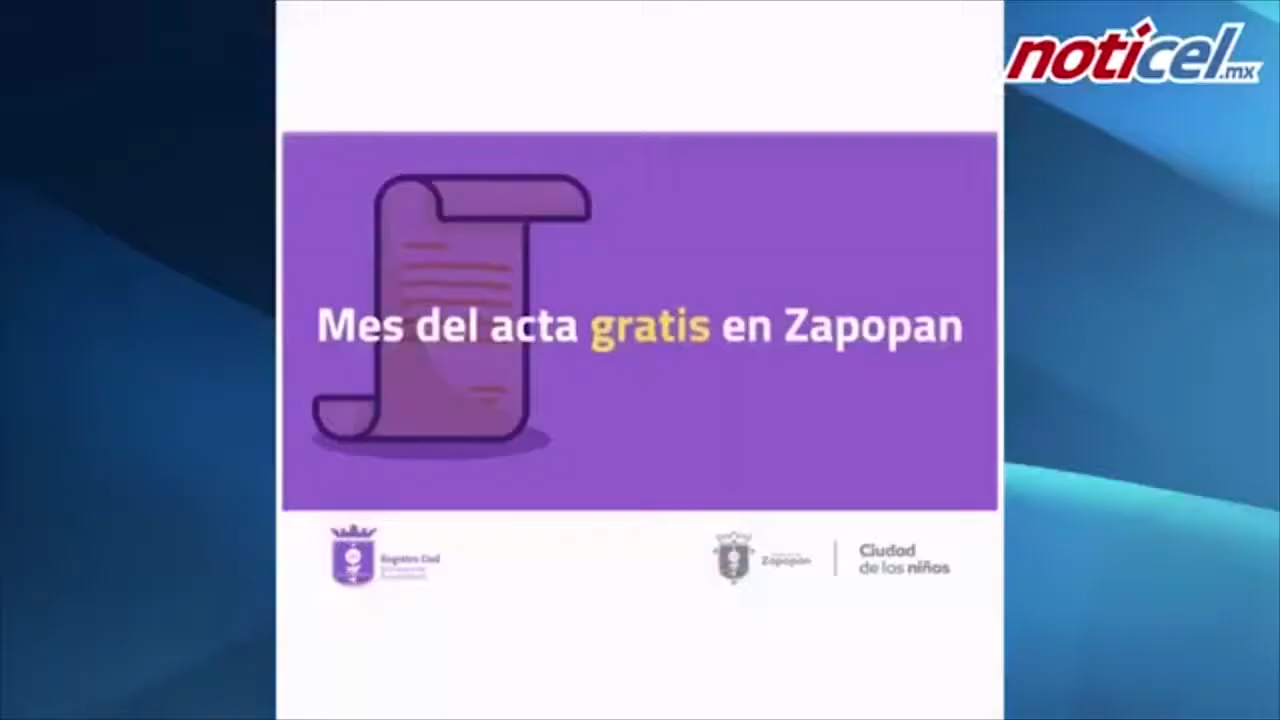 noticel.mx
Mes del acta gratis en Zapopan
Registro Civil
Zapopan
Ciudad
de los niños